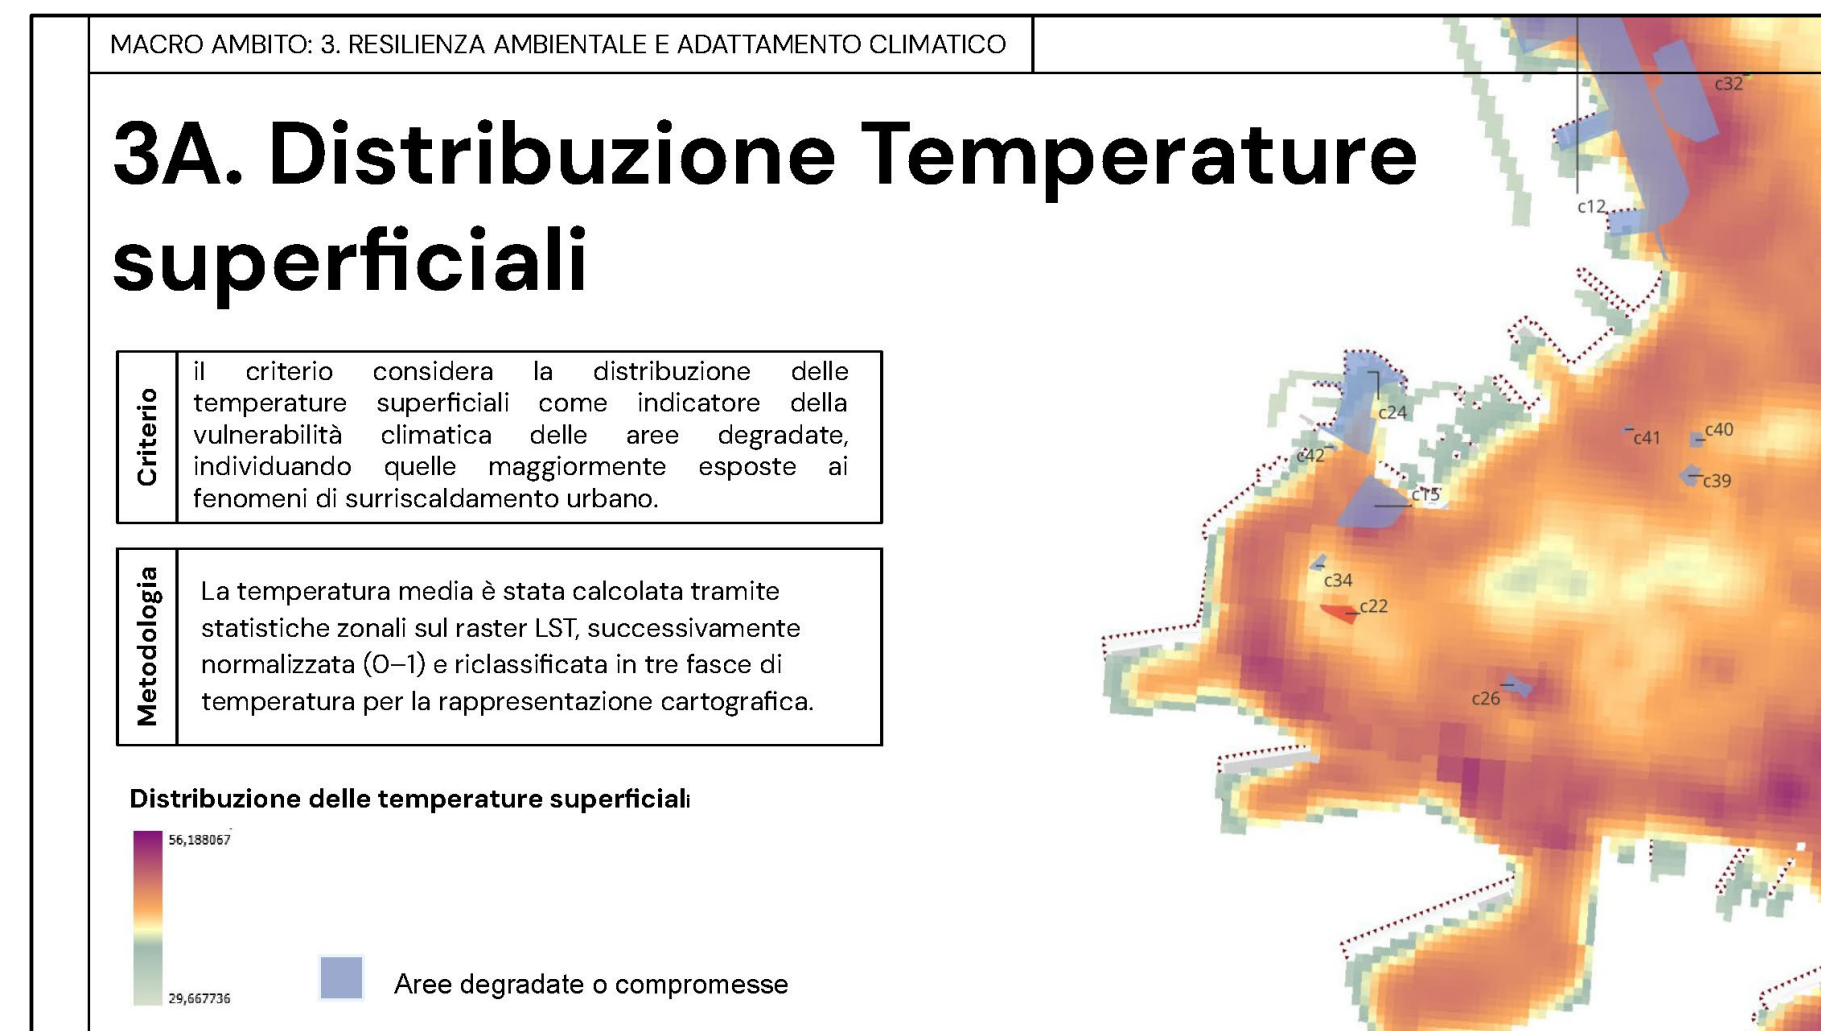 MACRO AMBITO: 3. RESILIENZA AMBIENTALE E ADATTAMENTO CLIMATICO
3A. Distribuzione Temperature
superficiali
Criterio
il criterio considera la distribuzione delle
temperature superficiali come indicatore della
vulnerabilità climatica delle aree degradate,
individuando quelle maggiormente esposte ai
fenomeni di surriscaldamento urbano.
Metodologia
La temperatura media è stata calcolata tramite
statistiche zonali sul raster LST, successivamente
normalizzata (0–1) e riclassificata in tre fasce di
temperatura per la rappresentazione cartografica.
Distribuzione delle temperature superficiali
56,188067
29,667736
Aree degradate o compromesse
c32
c12
c24
c42
c15
c41
c40
c39
c34
c22
c26